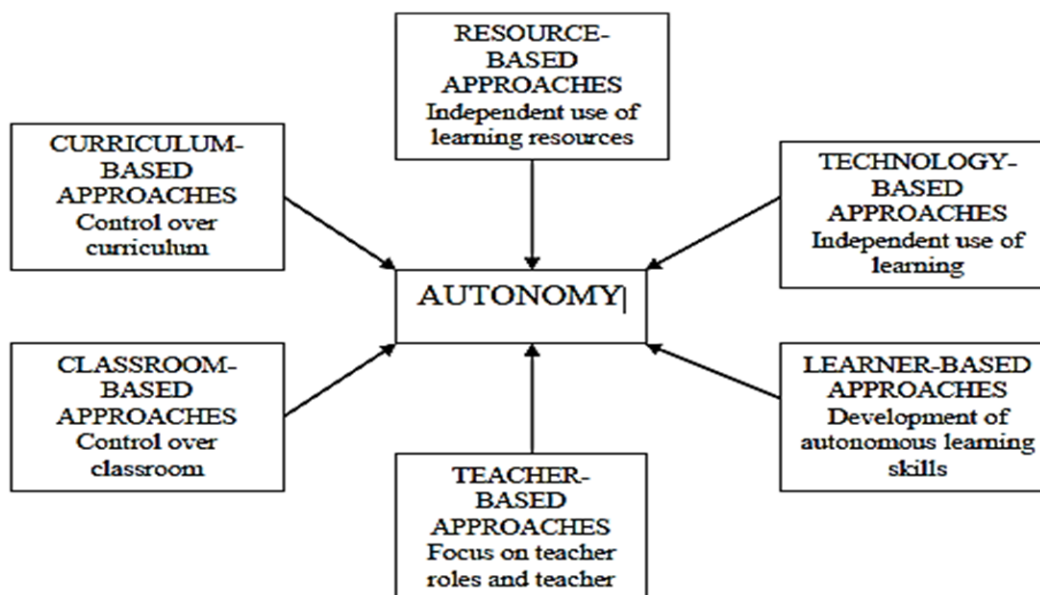 RESOURCE-
BASED
APPROACHES
Independent use of
learning resources
CURRICULUM-
BASED
APPROACHES
Control over
curriculum
TECHNOLOGY-
BASED
APPROACHES
Independent use of
learning
AUTONOMY
CLASSROOM-
BASED
APPROACHES
Control over
classroom
LEARNER-BASED
APPROACHES
Development of
autonomous learning
skills
TEACHER-
BASED
APPROACHES
Focus on teacher
roles and teacher